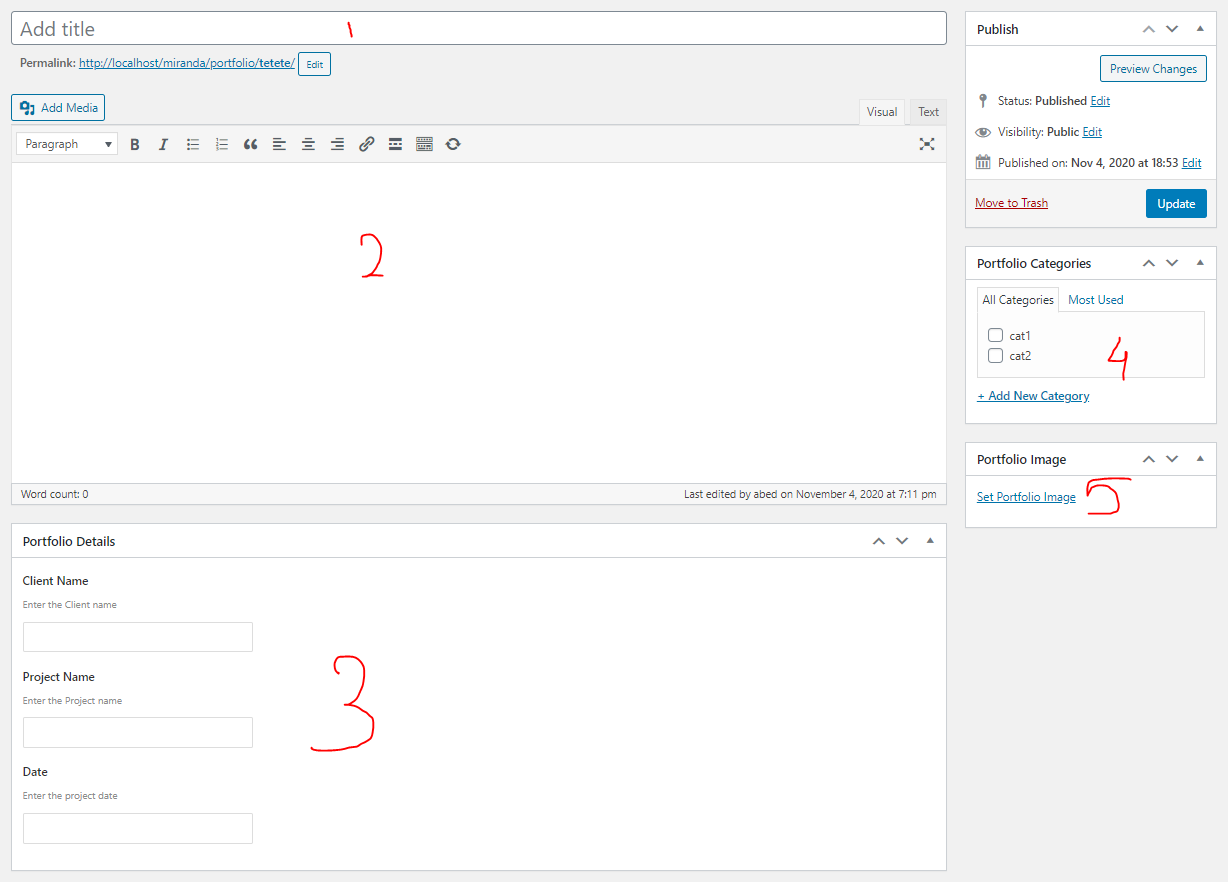 Add title 1
Permalink: http://localhost/miranda/portfolio/tetete/ Edit
Add Media
Visual Text
Paragraph
2
Word count: 0
Last edited by abed on November 4, 2020 at 7:11 pm
Portfolio Details
Client Name
Enter the Client name
Project Name
Enter the Project name
3
Date
Enter the project date
Publish
Preview Changes
Status: Published Edit
Visibility: Public Edit
Published on: Nov 4, 2020 at 18:53 Edit
Move to Trash
Update
Portfolio Categories
All Categories Most Used
cat1
cat2
4
+ Add New Category
Portfolio Image
Set Portfolio Image 5